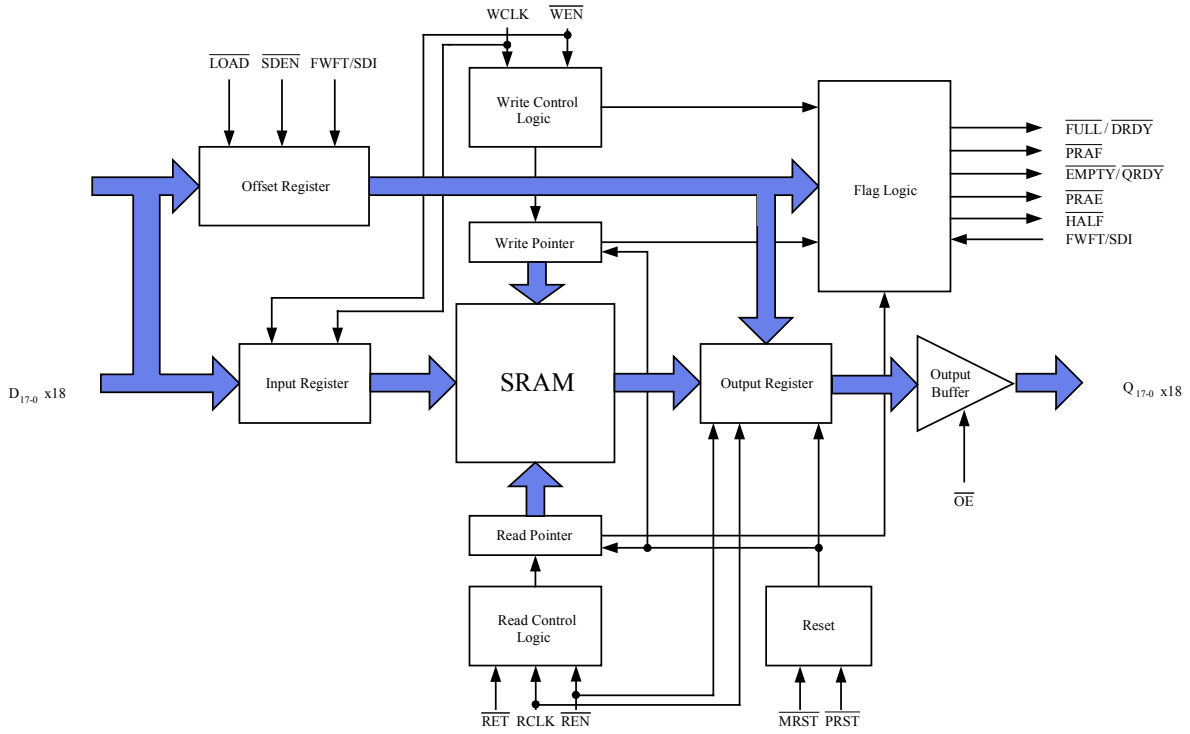 WCLK
WEN
LOAD
SDEN
FWFT/SDI
Write Control
Logic
Offset Register
Flag Logic
FULL / DRDY
PRAF
EMPTY/ QRDY
PRAE
HALF
FWFT/SDI
Write Pointer
Input Register
SRAM
Output Register
Output
Buffer
D17-0 x18
Q17-0 x18
OE
Read Pointer
Read Control
Logic
Reset
RET
RCLK
REN
MRST
PRST